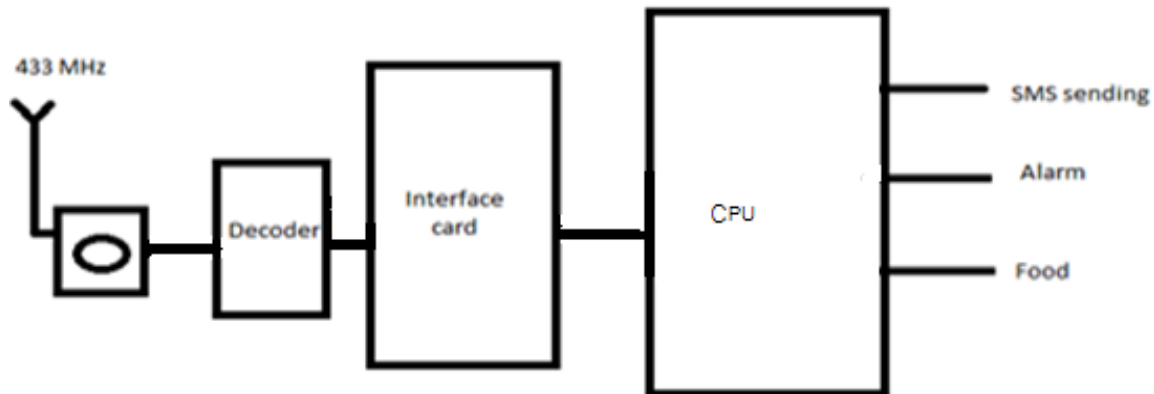 433 MHz
SMS sending
Alarm
Interface
card
CPU
Decoder
Food